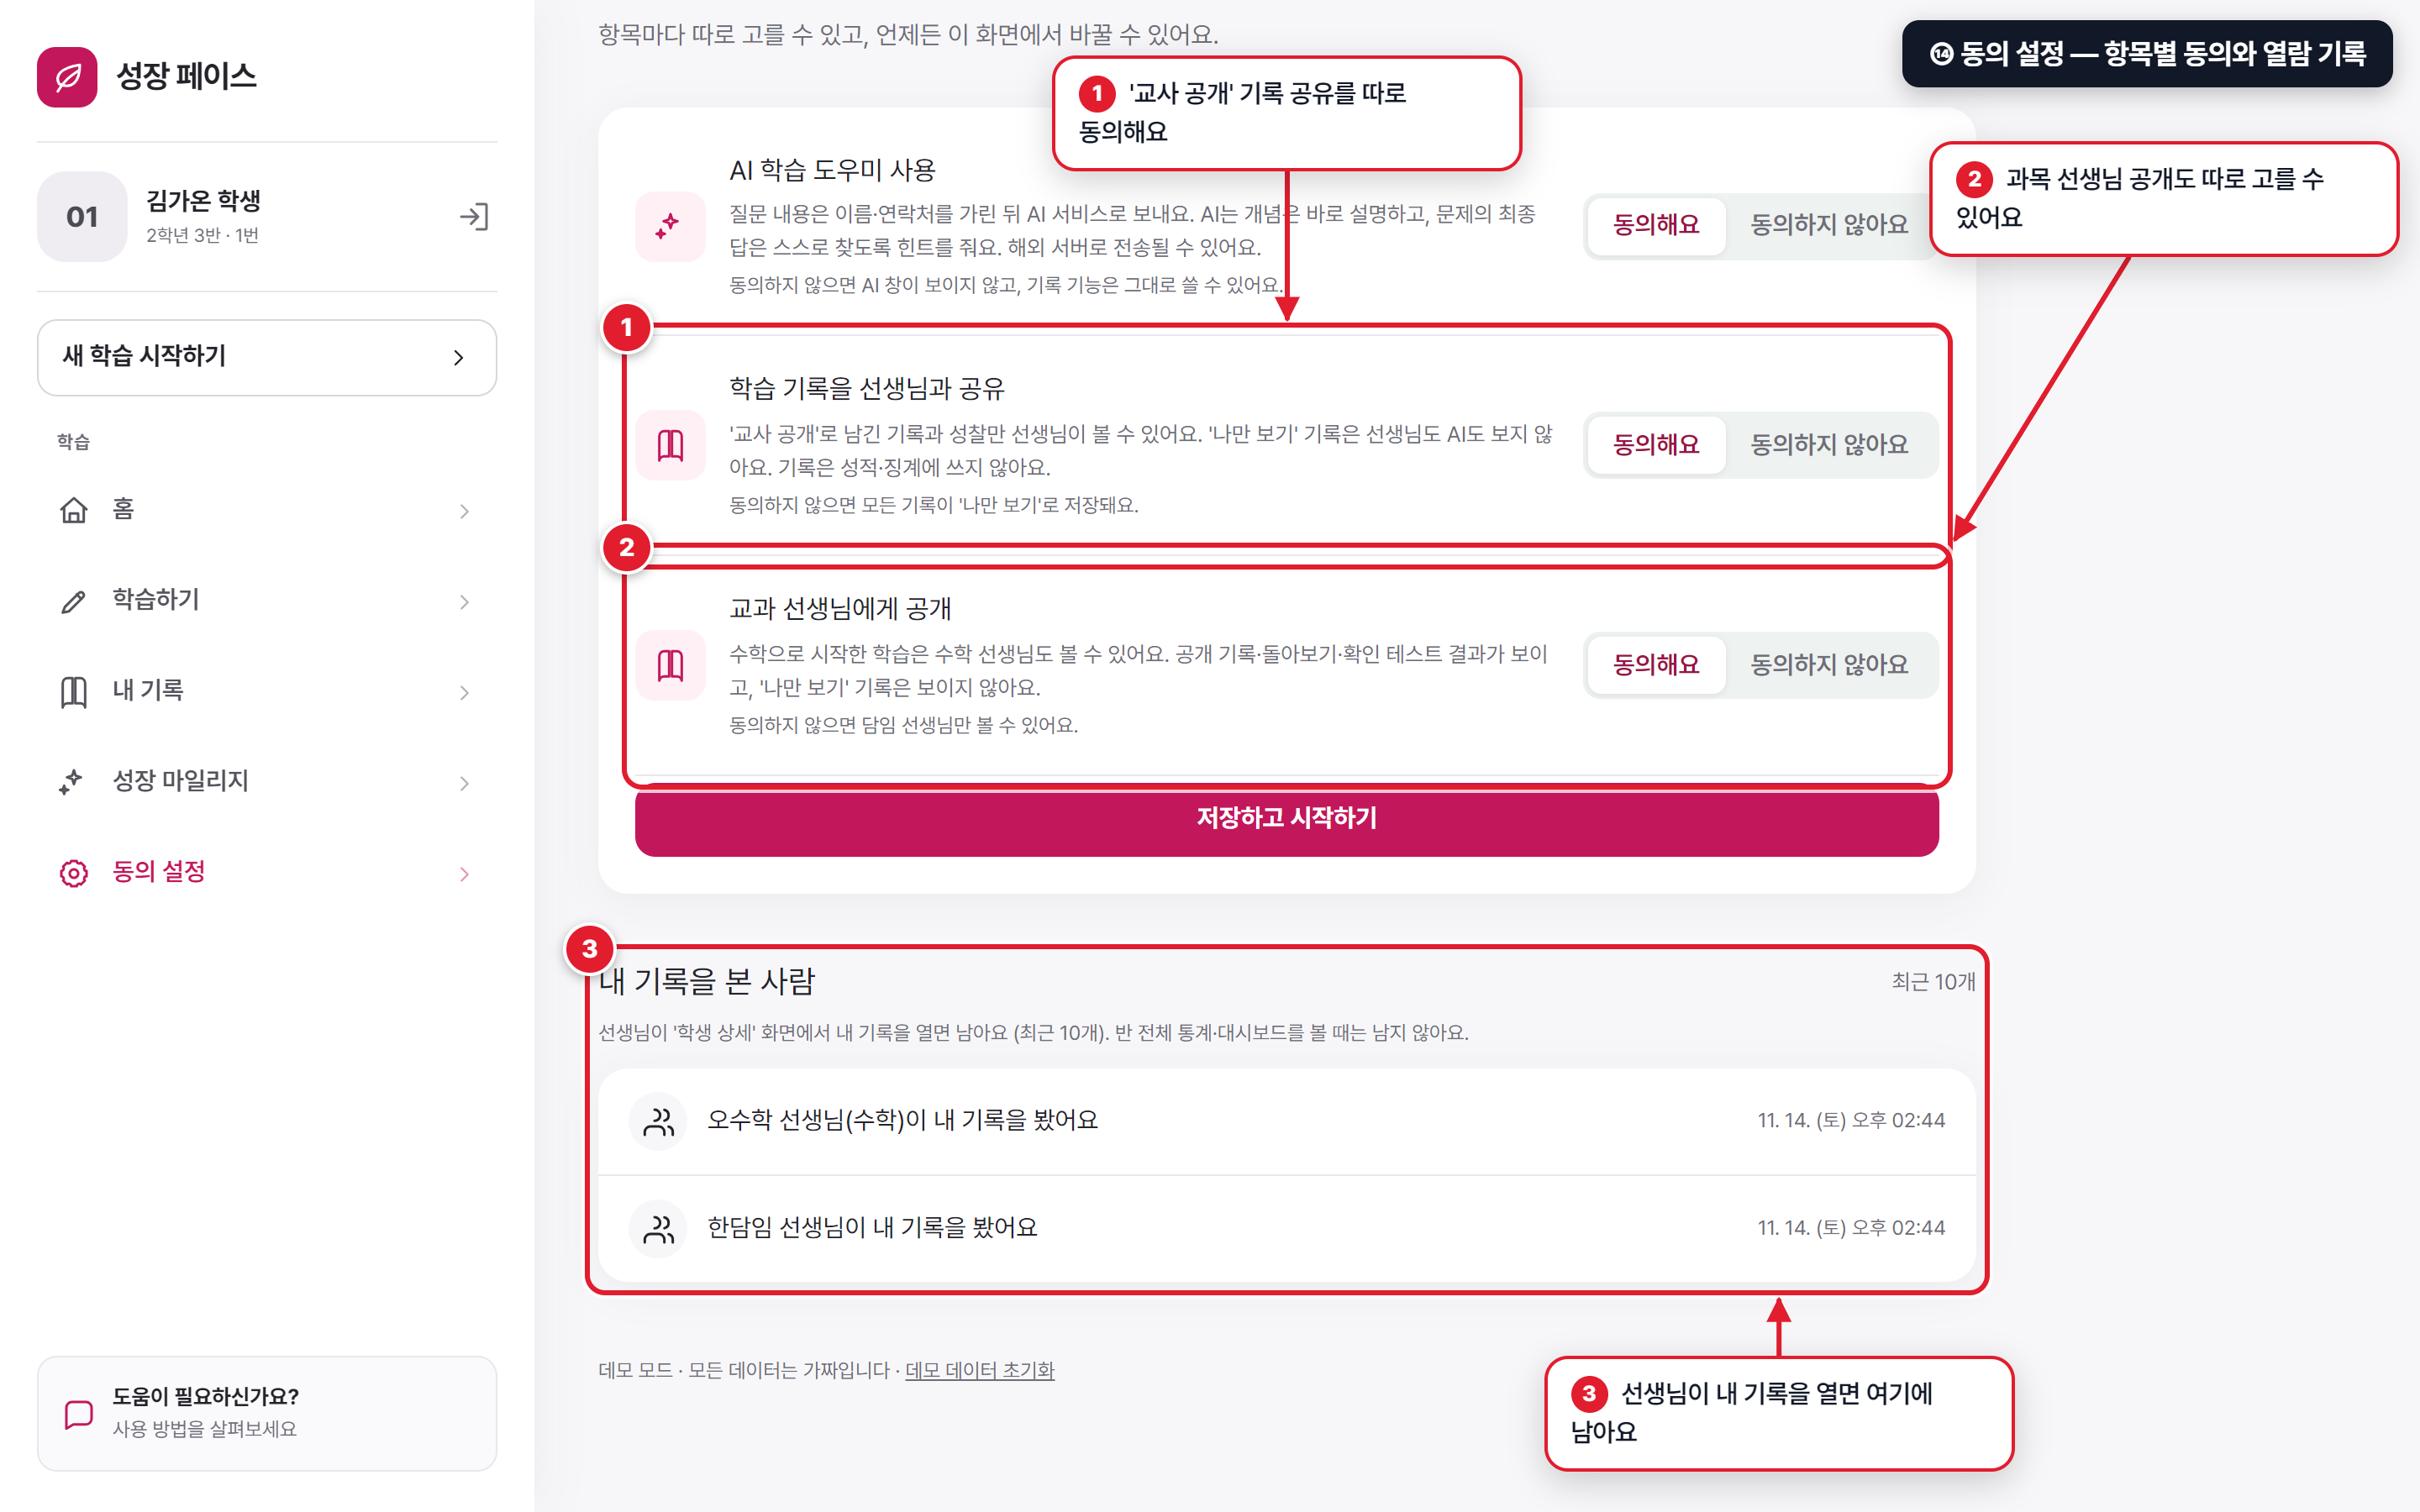 성장 페이스
01
김가온 학생
2학년 3반 · 1번
새 학습 시작하기
학습
홈
학습하기
내 기록
성장 마일리지
동의 설정
도움이 필요하신가요?
사용 방법을 살펴보세요
항목마다 따로 고를 수 있고, 언제든 이 화면에서 바꿀 수 있어요.
⑭ 동의 설정 — 항목별 동의와 열람 기록
1 '교사 공개' 기록 공유를 따로
동의해요
2 과목 선생님 공개도 따로 고를 수
있어요
AI 학습 도우미 사용
질문 내용은 이름·연락처를 가린 뒤 AI 서비스로 보내요. AI는 개념은 바로 설명하고, 문제의 최종
답은 스스로 찾도록 힌트를 줘요. 해외 서버로 전송될 수 있어요.
동의하지 않으면 AI 창이 보이지 않고, 기록 기능은 그대로 쓸 수 있어요.
동의해요 동의하지 않아요
1
학습 기록을 선생님과 공유
'교사 공개'로 남긴 기록과 성찰만 선생님이 볼 수 있어요. '나만 보기' 기록은 선생님도 AI도 보지 않
아요. 기록은 성적·징계에 쓰지 않아요.
동의하지 않으면 모든 기록이 '나만 보기'로 저장돼요.
동의해요 동의하지 않아요
2
교과 선생님에게 공개
수학으로 시작한 학습은 수학 선생님도 볼 수 있어요. 공개 기록·돌아보기·확인 테스트 결과가 보이
고, '나만 보기' 기록은 보이지 않아요.
동의하지 않으면 담임 선생님만 볼 수 있어요.
동의해요 동의하지 않아요
저장하고 시작하기
3
내 기록을 본 사람
최근 10개
선생님이 '학생 상세' 화면에서 내 기록을 열면 남아요 (최근 10개). 반 전체 통계·대시보드를 볼 때는 남지 않아요.
오수학 선생님(수학)이 내 기록을 봤어요
11. 14. (토) 오후 02:44
한담임 선생님이 내 기록을 봤어요
11. 14. (토) 오후 02:44
데모 모드 · 모든 데이터는 가짜입니다 · 데모 데이터 초기화
3 선생님이 내 기록을 열면 여기에
남아요